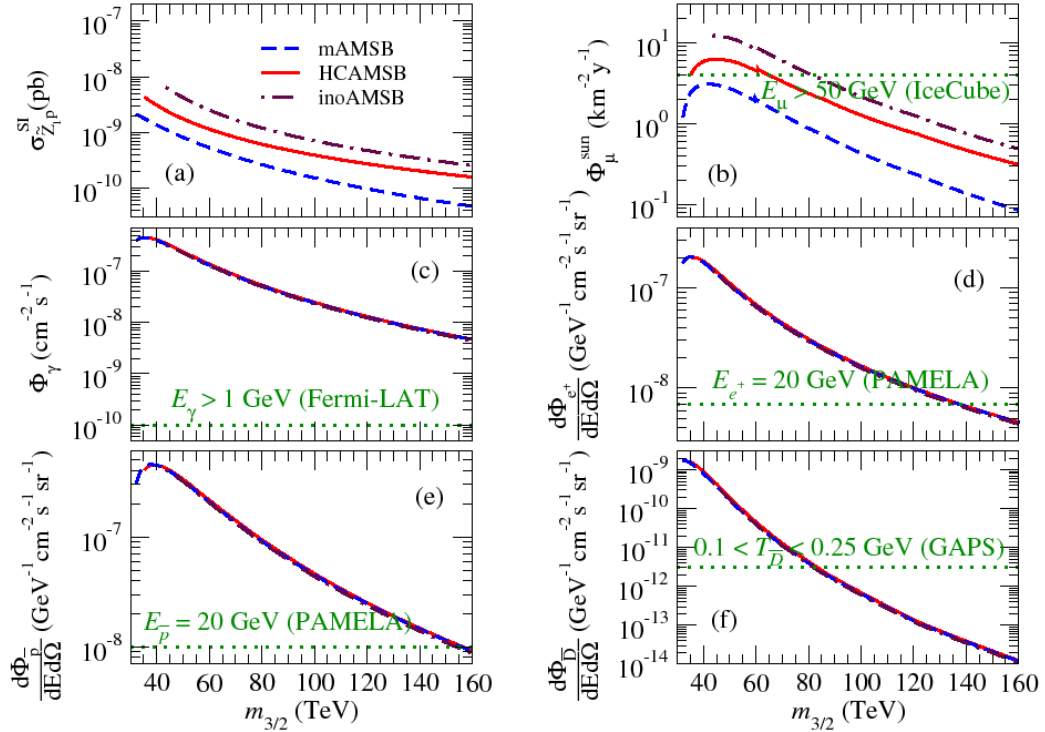 10^-7
10^-8
10^-9
10^-10
σ^SI_Z̃₁p (pb)
mAMSB
HCAMSB
inoAMSB
(a)
10^1
10^0
10^-1
Φ_μ^sun (km^-2 y^-1)
E_μ > 50 GeV (IceCube)
(b)
10^-7
10^-8
10^-9
10^-10
Φ_γ (cm^-2 s^-1)
(c)
E_γ > 1 GeV (Fermi-LAT)
10^-7
10^-8
dΦ_e^+/dEdΩ (GeV^-1 cm^-2 s^-1 sr^-1)
(d)
E_e^+ = 20 GeV (PAMELA)
10^-7
10^-8
dΦ_p̄/dEdΩ (GeV^-1 cm^-2 s^-1 sr^-1)
(e)
E_p̄ = 20 GeV (PAMELA)
40 60 80 100 120 140 160
m_3/2 (TeV)
10^-9
10^-10
10^-11
10^-12
10^-13
10^-14
dΦ_D̄/dEdΩ (GeV^-1 cm^-2 s^-1 sr^-1)
0.1 < T_D̄ < 0.25 GeV (GAPS)
(f)
40 60 80 100 120 140 160
m_3/2 (TeV)